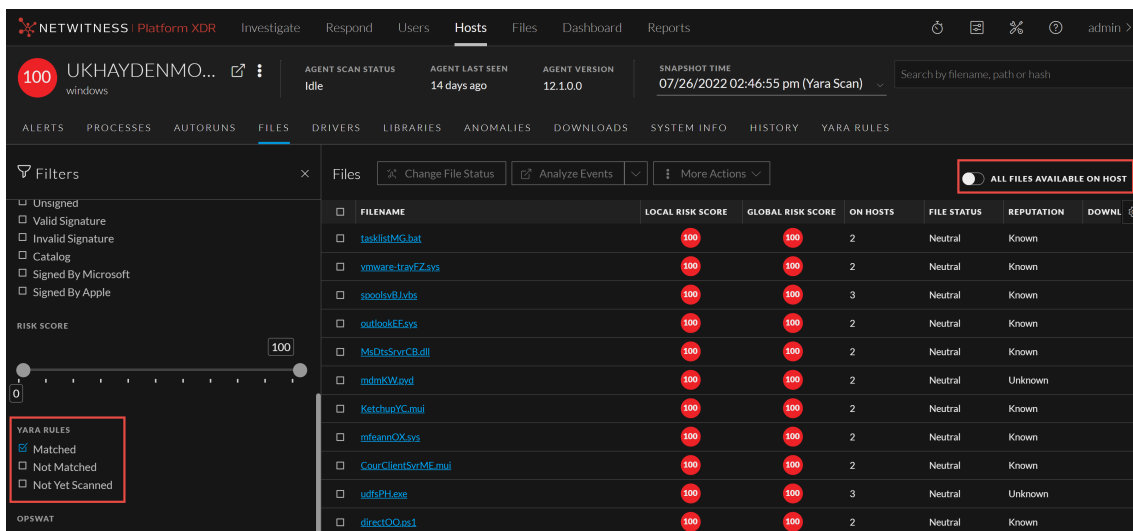 NETWITNESS | Platform XDR Investigate Respond Users Hosts Files Dashboard Reports admin >
100 UKHAYDENMO... AGENT SCAN STATUS AGENT LAST SEEN AGENT VERSION SNAPSHOT TIME
windows Idle 14 days ago 12.1.0.0 07/26/2022 02:46:55 pm (Yara Scan) Search by filename, path or hash
ALERTS PROCESSES AUTORUNS FILES DRIVERS LIBRARIES ANOMALIES DOWNLOADS SYSTEM INFO HISTORY YARA RULES
Filters
Unsigned
Valid Signature
Invalid Signature
Catalog
Signed By Microsoft
Signed By Apple
RISK SCORE
100
0
YARA RULES
Matched
Not Matched
Not Yet Scanned
OPSWAT
Files Change File Status Analyze Events More Actions ALL FILES AVAILABLE ON HOST
FILENAME LOCAL RISK SCORE GLOBAL RISK SCORE ON HOSTS FILE STATUS REPUTATION DOWNL
tasklistMG.bat 100 100 2 Neutral Known
vmware-trayFZ.sys 100 100 2 Neutral Known
spoolsvBJ.vbs 100 100 3 Neutral Known
outlookEF.sys 100 100 2 Neutral Known
MsDtsSrvrCB.dll 100 100 2 Neutral Known
mdmKW.pyd 100 100 2 Neutral Unknown
KetchupYC.mui 100 100 2 Neutral Known
mfeannOX.sys 100 100 2 Neutral Known
CourClientSvrME.mui 100 100 2 Neutral Known
udfsPH.exe 100 100 3 Neutral Unknown
directOO.ps1 100 100 2 Neutral Known